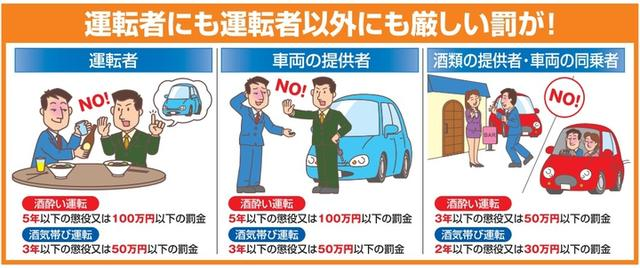 運転者にも運転者以外にも厳しい罰が!
運転者
NO!
酒酔い運転
5年以下の懲役又は100万円以下の罰金
酒気帯び運転
3年以下の懲役又は50万円以下の罰金
車両の提供者
NO!
酒酔い運転
5年以下の懲役又は100万円以下の罰金
酒気帯び運転
3年以下の懲役又は50万円以下の罰金
酒類の提供者・車両の同乗者
NO!
BAR
酒酔い運転
3年以下の懲役又は50万円以下の罰金
酒気帯び運転
2年以下の懲役又は30万円以下の罰金